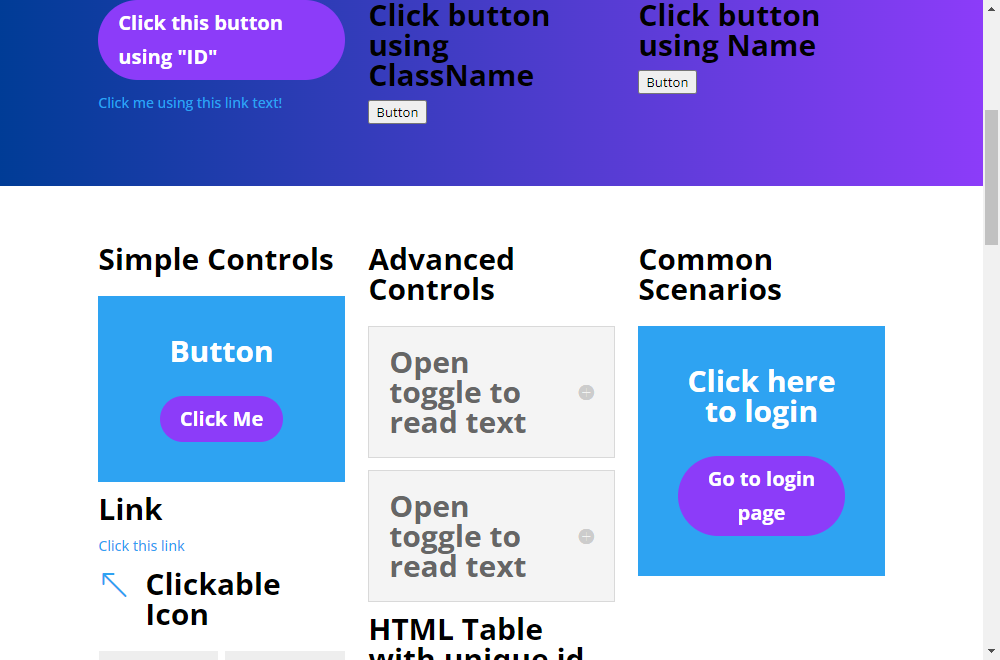 Click this button
using "ID"
Click me using this link text!
Click button
using
ClassName
Button
Click button
using Name
Button
Simple Controls
Button
Click Me
Link
Click this link
Clickable
Icon
Advanced
Controls
Open
toggle to
read text
Open
toggle to
read text
HTML Table
with unique id
Common
Scenarios
Click here
to login
Go to login
page